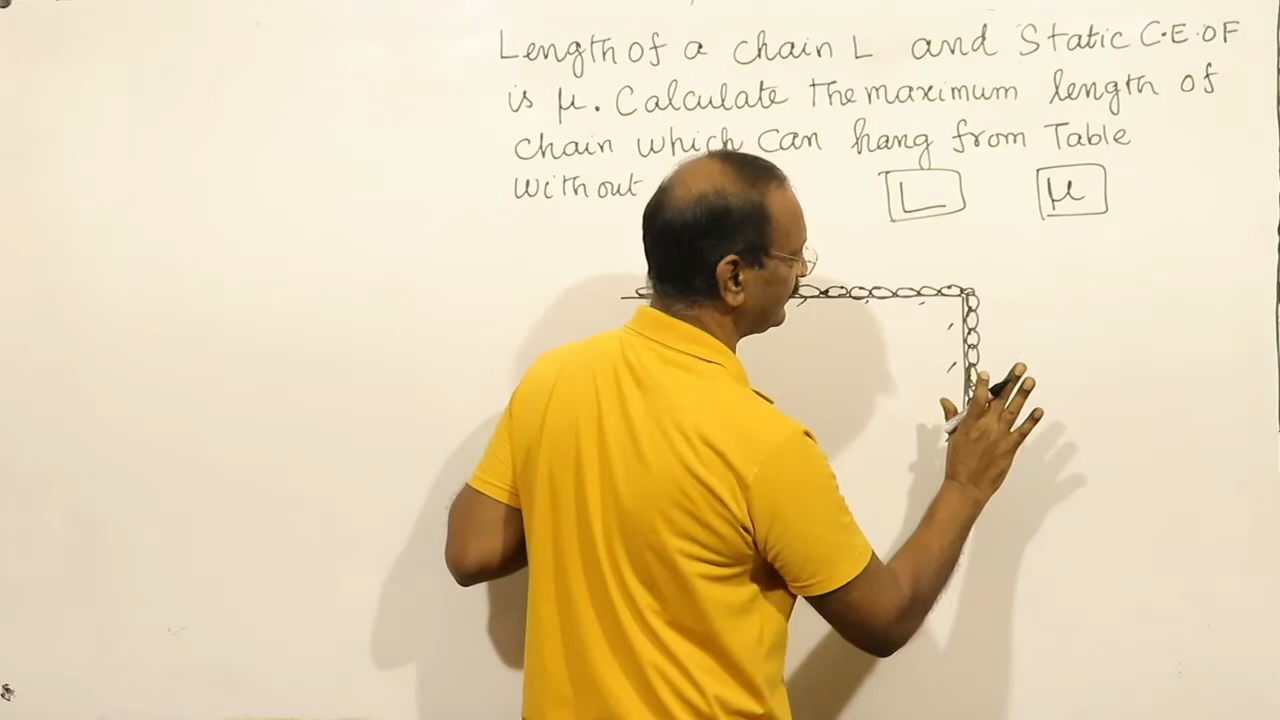 Length of a chain L and Static C.E.OF
is μ. Calculate the maximum length of
chain which can hang from Table
without
L μ